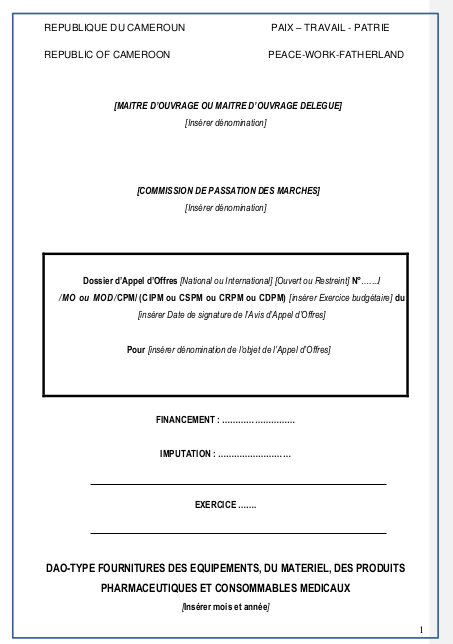 REPUBLIQUE DU CAMEROUN PAIX – TRAVAIL - PATRIE
REPUBLIC OF CAMEROON PEACE-WORK-FATHERLAND
[MAITRE D'OUVRAGE OU MAITRE D'OUVRAGE DELEGUE]
[Insérer dénomination]
[COMMISSION DE PASSATION DES MARCHES]
[Insérer dénomination]
Dossier d'Appel d'Offres [National ou International] [Ouvert ou Restreint] N°……/
/MO ou MOD/CPM/ (CIPM ou CSPM ou CRPM ou CDPM) [insérer Exercice budgétaire] du
[insérer Date de signature de l'Avis d'Appel d'Offres]
Pour [insérer dénomination de l'objet de l'Appel d'Offres]
FINANCEMENT : ………………………
IMPUTATION : ………………………
EXERCICE …….
DAO-TYPE FOURNITURES DES EQUIPEMENTS, DU MATERIEL, DES PRODUITS
PHARMACEUTIQUES ET CONSOMMABLES MEDICAUX
[Insérer mois et année]
1